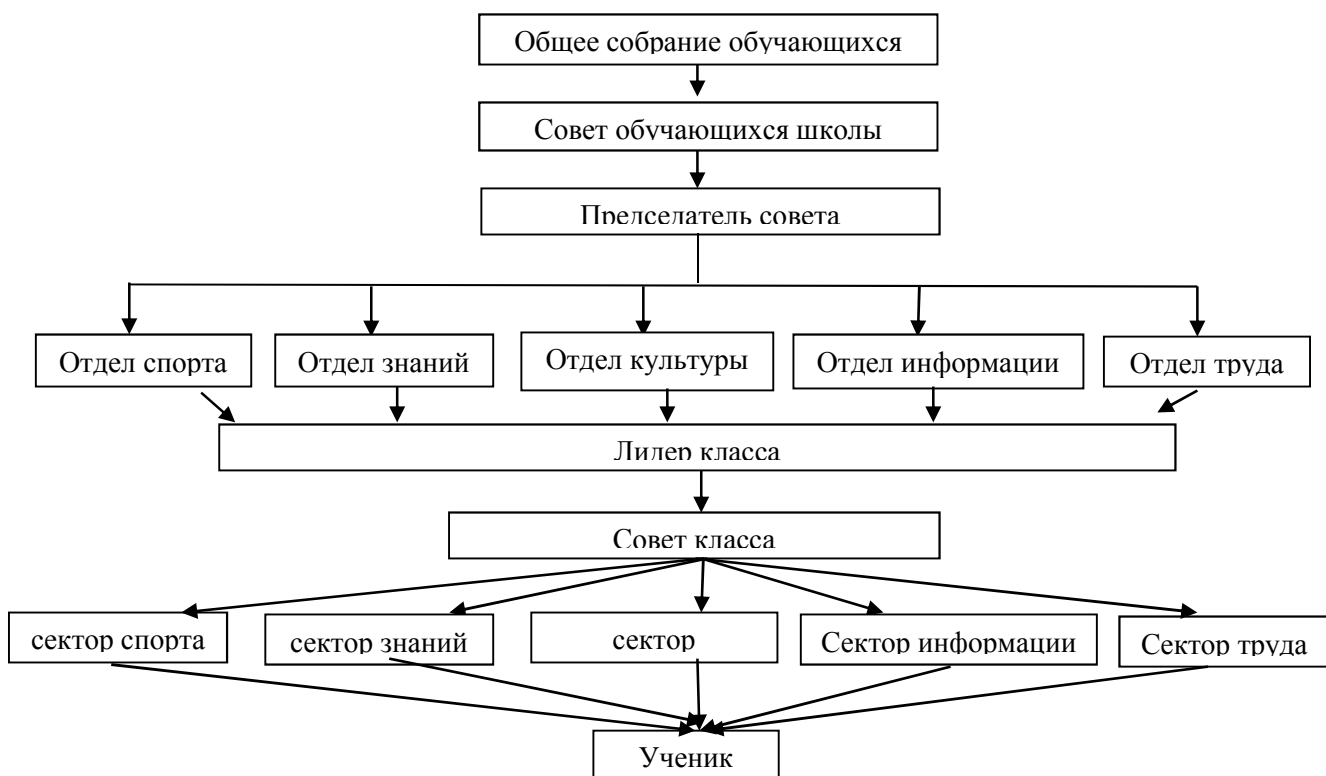 Общее собрание обучающихся
Совет обучающихся школы
Председатель совета
Отдел спорта
Отдел знаний
Отдел культуры
Отдел информации
Отдел труда
Лидер класса
Совет класса
сектор спорта
сектор знаний
сектор
Сектор информации
Сектор труда
Ученик